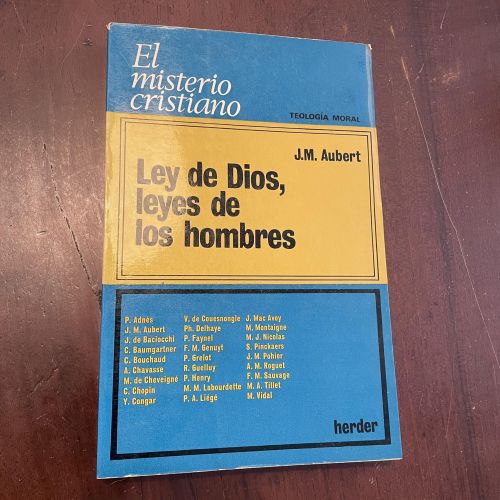 El
misterio
cristiano
TEOLOGÍA MORAL
J.M. Aubert
Ley de Dios,
leyes de
los hombres
P. Adnès
J. M. Aubert
J. de Baciocchi
C. Baumgartner
C. Bouchaud
A. Chavasse
M. de Cheveigné
C. Chopin
Y. Congar
V. de Couesnongle
Ph. Delhaye
P. Faynel
F. M. Genuyt
P. Grelot
R. Guelluy
P. Henry
M. M. Labourdette
P. A. Liégé
J. Mac Avoy
M. Montaigne
M. J. Nicolas
S. Pinckaers
J. M. Pohier
A. M. Roguet
F. M. Sauvage
M. A. Tillet
M. Vidal
herder